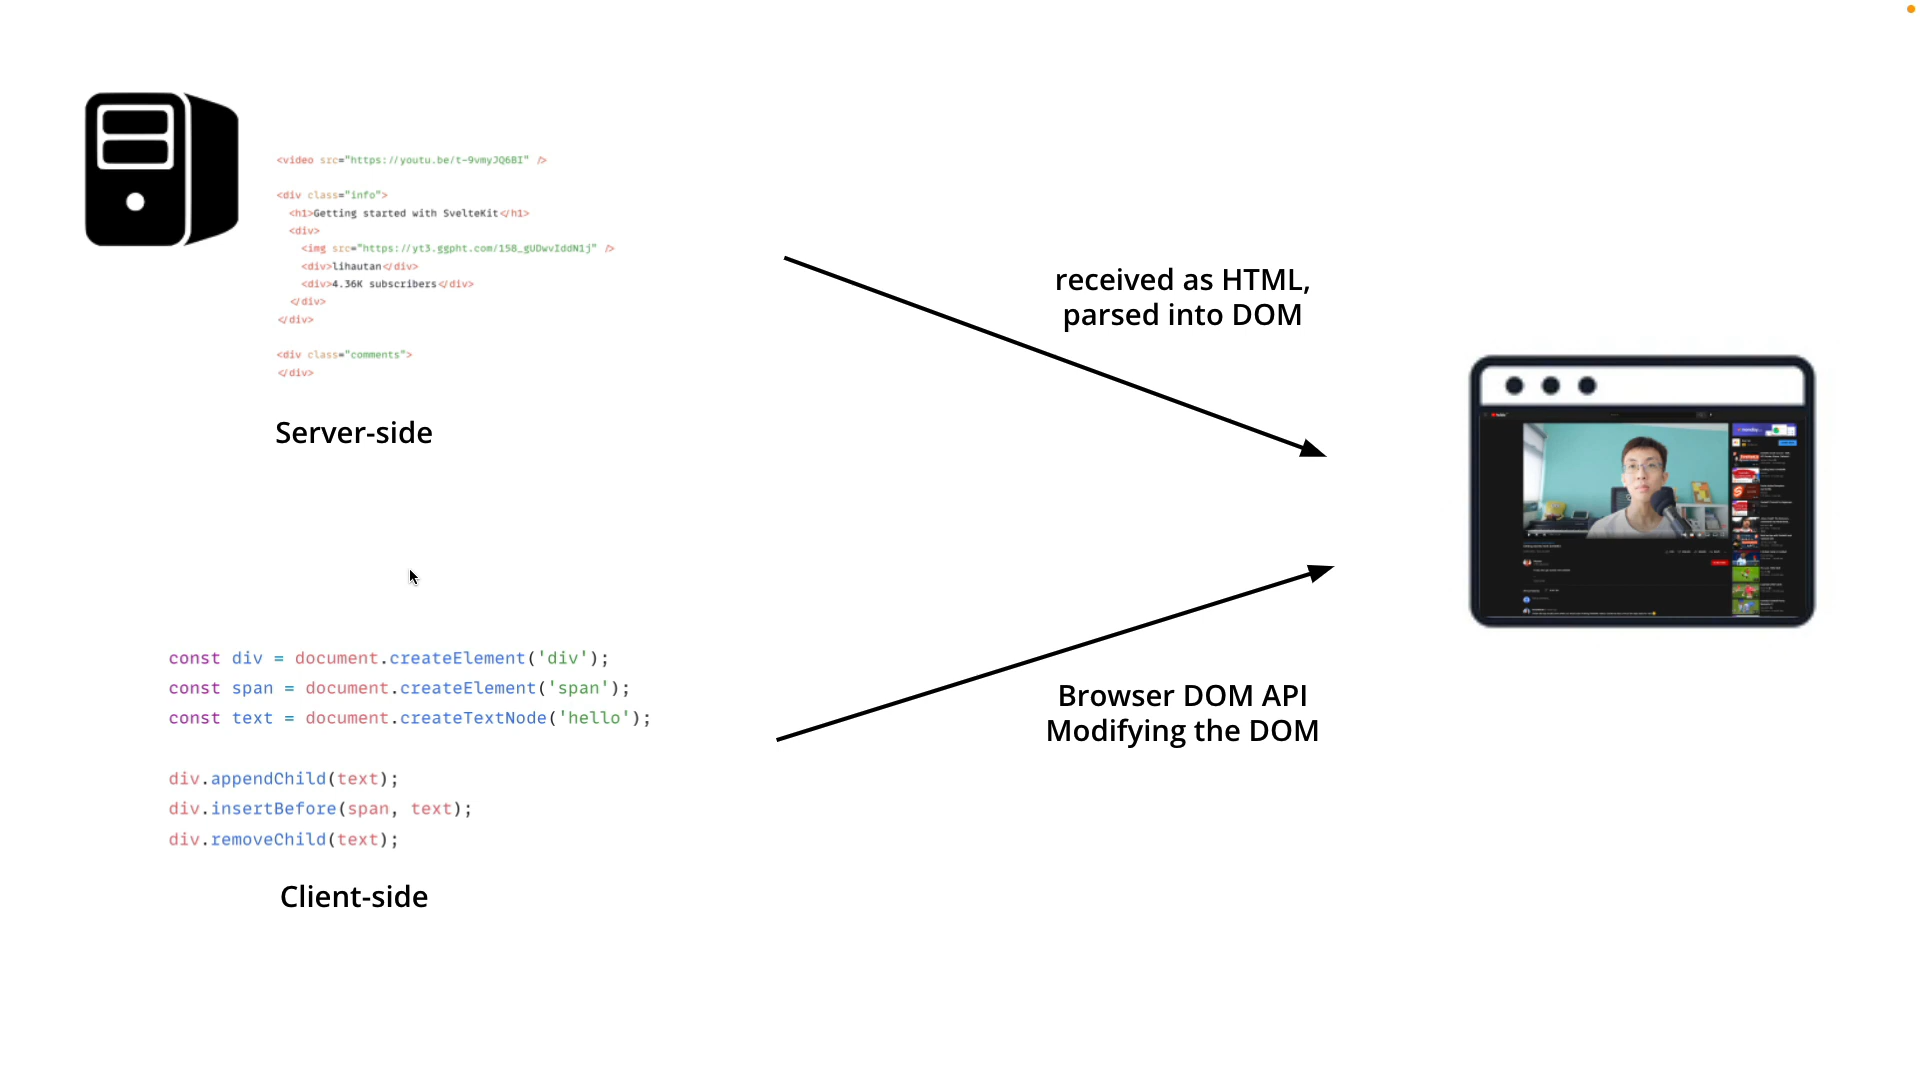 <video src="https://youtu.be/t-9vmyJQ6BI" />
<div class="info">
<h1>Getting started with SvelteKit</h1>
<div>
<img src="https://yt3.ggpht.com/158_gUDwvIddN1j" />
<div>lihautan</div>
<div>4.36K subscribers</div>
</div>
</div>
<div class="comments">
</div>
Server-side
received as HTML,
parsed into DOM
const div = document.createElement('div');
const span = document.createElement('span');
const text = document.createTextNode('hello');
div.appendChild(text);
div.insertBefore(span, text);
div.removeChild(text);
Client-side
Browser DOM API
Modifying the DOM